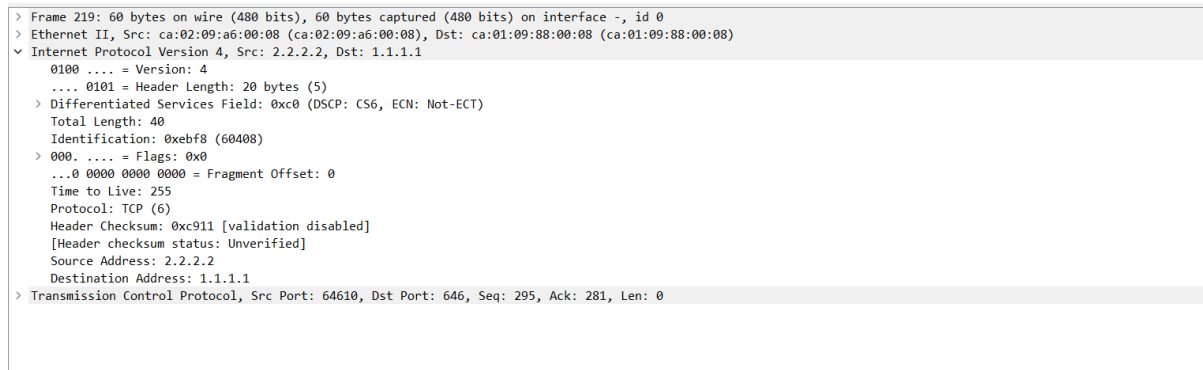 > Frame 219: 60 bytes on wire (480 bits), 60 bytes captured (480 bits) on interface -, id 0
> Ethernet II, Src: ca:02:09:a6:00:08 (ca:02:09:a6:00:08), Dst: ca:01:09:88:00:08 (ca:01:09:88:00:08)
Internet Protocol Version 4, Src: 2.2.2.2, Dst: 1.1.1.1
0100 .... = Version: 4
.... 0101 = Header Length: 20 bytes (5)
> Differentiated Services Field: 0xc0 (DSCP: CS6, ECN: Not-ECT)
Total Length: 40
Identification: 0xebf8 (60408)
> 000. .... = Flags: 0x0
...0 0000 0000 0000 = Fragment Offset: 0
Time to Live: 255
Protocol: TCP (6)
Header Checksum: 0xc911 [validation disabled]
[Header checksum status: Unverified]
Source Address: 2.2.2.2
Destination Address: 1.1.1.1
> Transmission Control Protocol, Src Port: 64610, Dst Port: 646, Seq: 295, Ack: 281, Len: 0